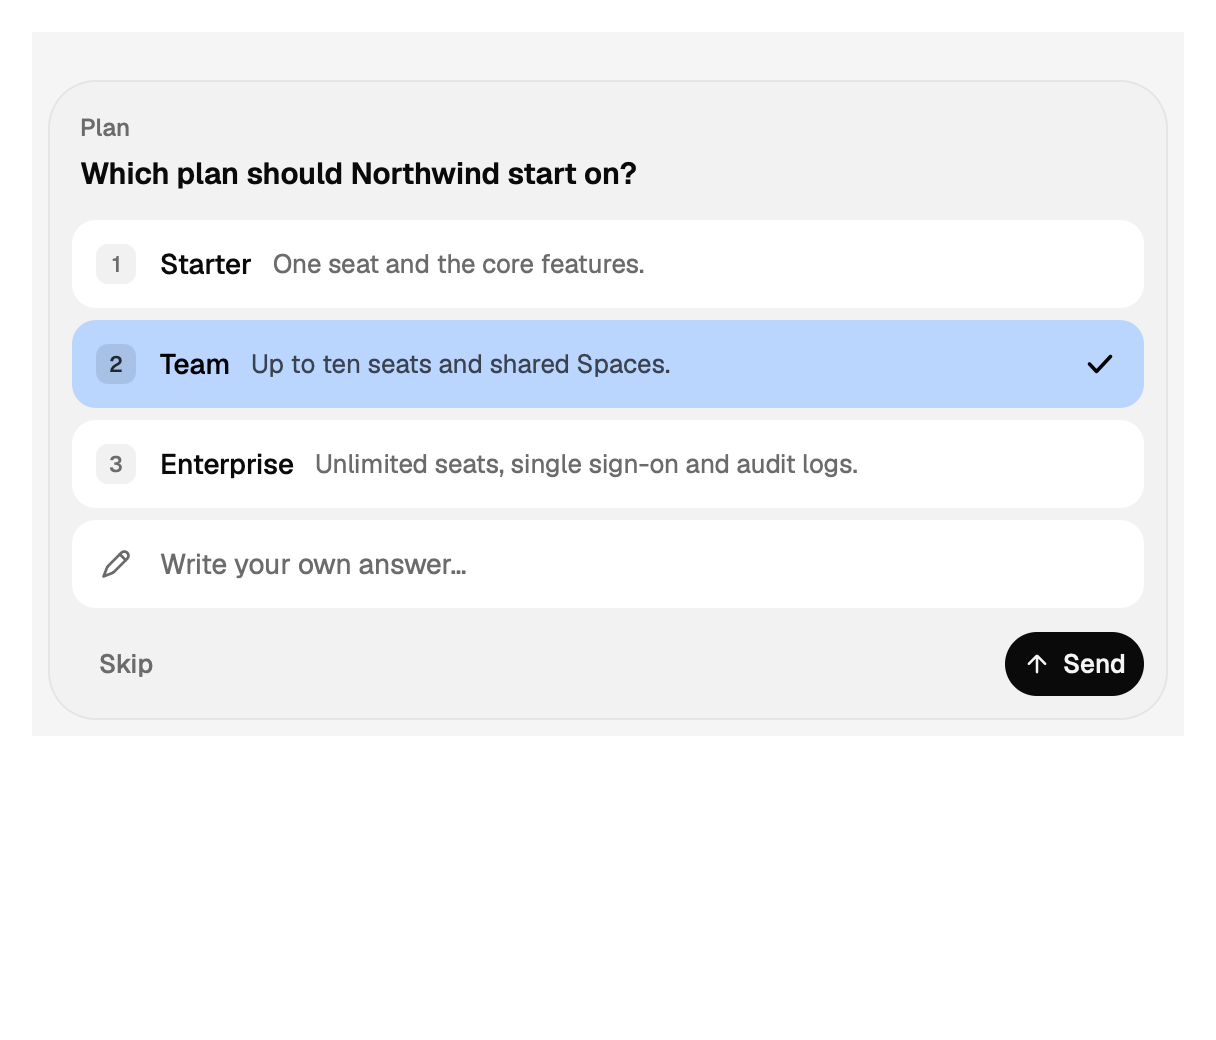 Plan
Which plan should Northwind start on?
1 Starter One seat and the core features.
2 Team Up to ten seats and shared Spaces.
3 Enterprise Unlimited seats, single sign-on and audit logs.
Write your own answer...
Skip Send